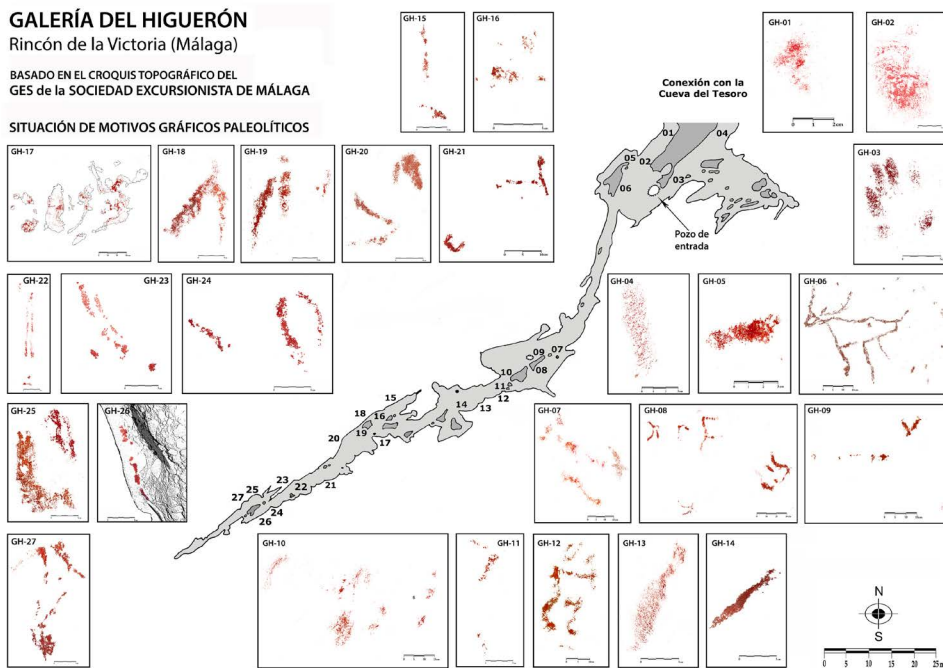 GALERÍA DEL HIGUERÓN
Rincón de la Victoria (Málaga)
BASADO EN EL CROQUIS TOPOGRÁFICO DEL
GES de la SOCIEDAD EXCURSIONISTA DE MÁLAGA
SITUACIÓN DE MOTIVOS GRÁFICOS PALEOLÍTICOS
GH-15
GH-16
GH-01
0 1 2cm
GH-02
Conexión con la
Cueva del Tesoro
01
04
05
02
03
06
Pozo de
entrada
GH-03
GH-17
GH-18
GH-19
GH-20
GH-21
GH-22
GH-23
GH-24
GH-04
GH-05
GH-06
09
07
10
08
11
12
15
14
13
18
16
19
17
20
21
23
25
22
27
24
26
GH-25
GH-26
GH-07
GH-08
GH-09
GH-27
GH-10
GH-11
GH-12
GH-13
GH-14
N
S
0 5 10 15 20 25m